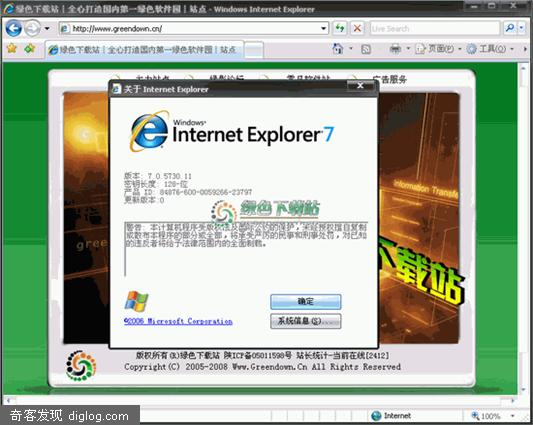 绿色下载站 | 全心打造国内第一绿色软件园 | 站点 - Windows Internet Explorer
http://www.greendown.cn/
Live Search
绿色下载站 | 全心打造国内第一绿色软件园 | 站点
页面(P)
工具(O)
广告服务
关于 Internet Explorer
Windows®
Internet Explorer 7
版本: 7.0.5730.11
密钥长度: 128-位
产品 ID: 84876-600-0059266-23797
更新版本:0
绿色下载站
警告: 本计算机程序受版权法及国际公约的保护,未经授权擅自复制
或散布本程序的部分或全部,将承受严厉的民事和刑事处罚,对已知
的违反者将给予法律范围内的全面制裁。
Information Transfer
下载站
确定
©2006 Microsoft Corporation
系统信息(S)...
版权所有(R)绿色下载站 陕ICP备05011598号 站长统计-当前在线[2412]
Copyright (C) 2005-2008 Www.Greendown.Cn All Rights Reserved
Internet
100%
奇客发现 diglog.com